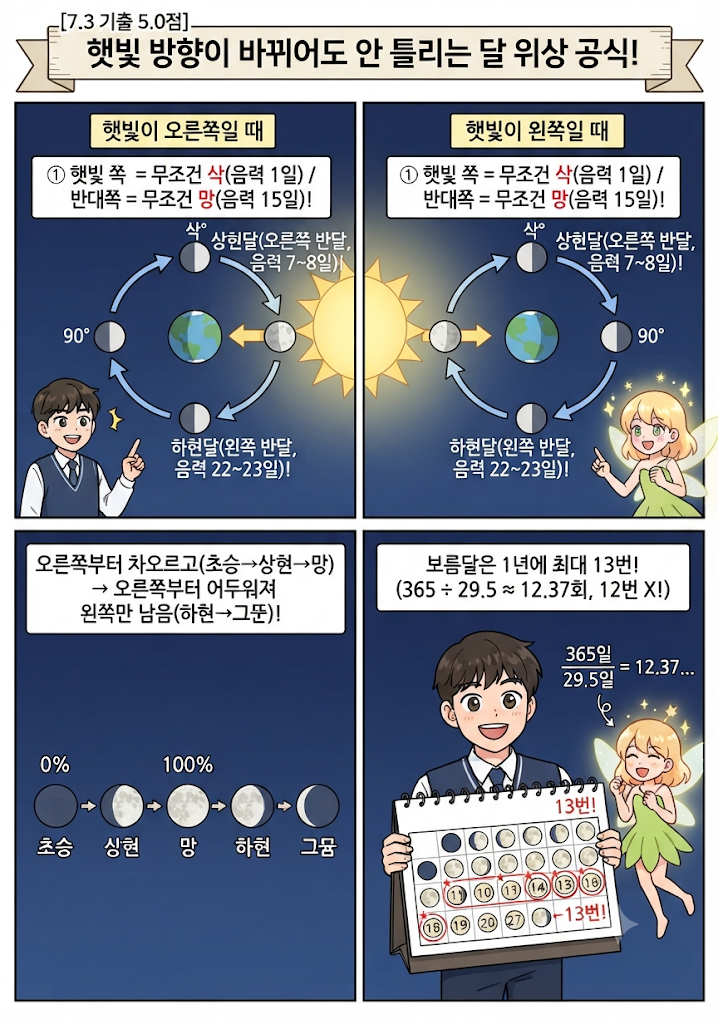 [7.3 기출 5.0점]
햇빛 방향이 바뀌어도 안 틀리는 달 위상 공식!
햇빛이 오른쪽일 때
① 햇빛 쪽 = 무조건 삭(음력 1일) /
반대쪽 = 무조건 망(음력 15일)!
삭°
상현달(오른쪽 반달,
음력 7~8일)!
90°
하현달(왼쪽 반달,
음력 22~23일)!
햇빛이 왼쪽일 때
① 햇빛 쪽 = 무조건 삭(음력 1일) /
반대쪽 = 무조건 망(음력 15일)!
삭°
상현달(오른쪽 반달,
음력 7~8일)!
90°
하현달(왼쪽 반달,
음력 22~23일)!
오른쪽부터 차오르고(초승→상현→망)
→ 오른쪽부터 어두워져
왼쪽만 남음(하현→그뭇)!
0%
100%
초승
상현
망
하현
그뭄
보름달은 1년에 최대 13번!
(365 ÷ 29.5 ≈ 12.37회, 12번 X!)
365일
29.5일
= 12.37...
13번!
11 10 13 14 13 18
18 19 20 27
13번!